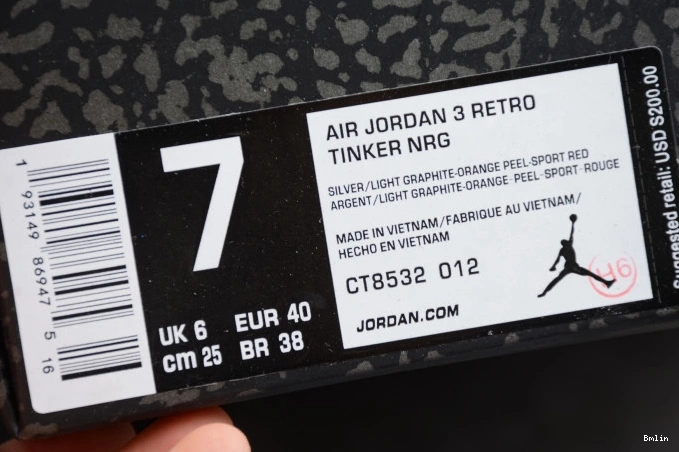 1 93149 86947 5 16
7
UK 6 EUR 40
cm 25 BR 38
AIR JORDAN 3 RETRO
TINKER NRG
SILVER/LIGHT GRAPHITE-ORANGE PEEL-SPORT RED
ARGENT/LIGHT GRAPHITE-ORANGE PEEL-SPORT ROUGE
MADE IN VIETNAM/FABRIQUE AU VIETNAM/
HECHO EN VIETNAM
CT8532 012
JORDAN.COM
H6
Suggested retail: USD S200.00
Bmlin